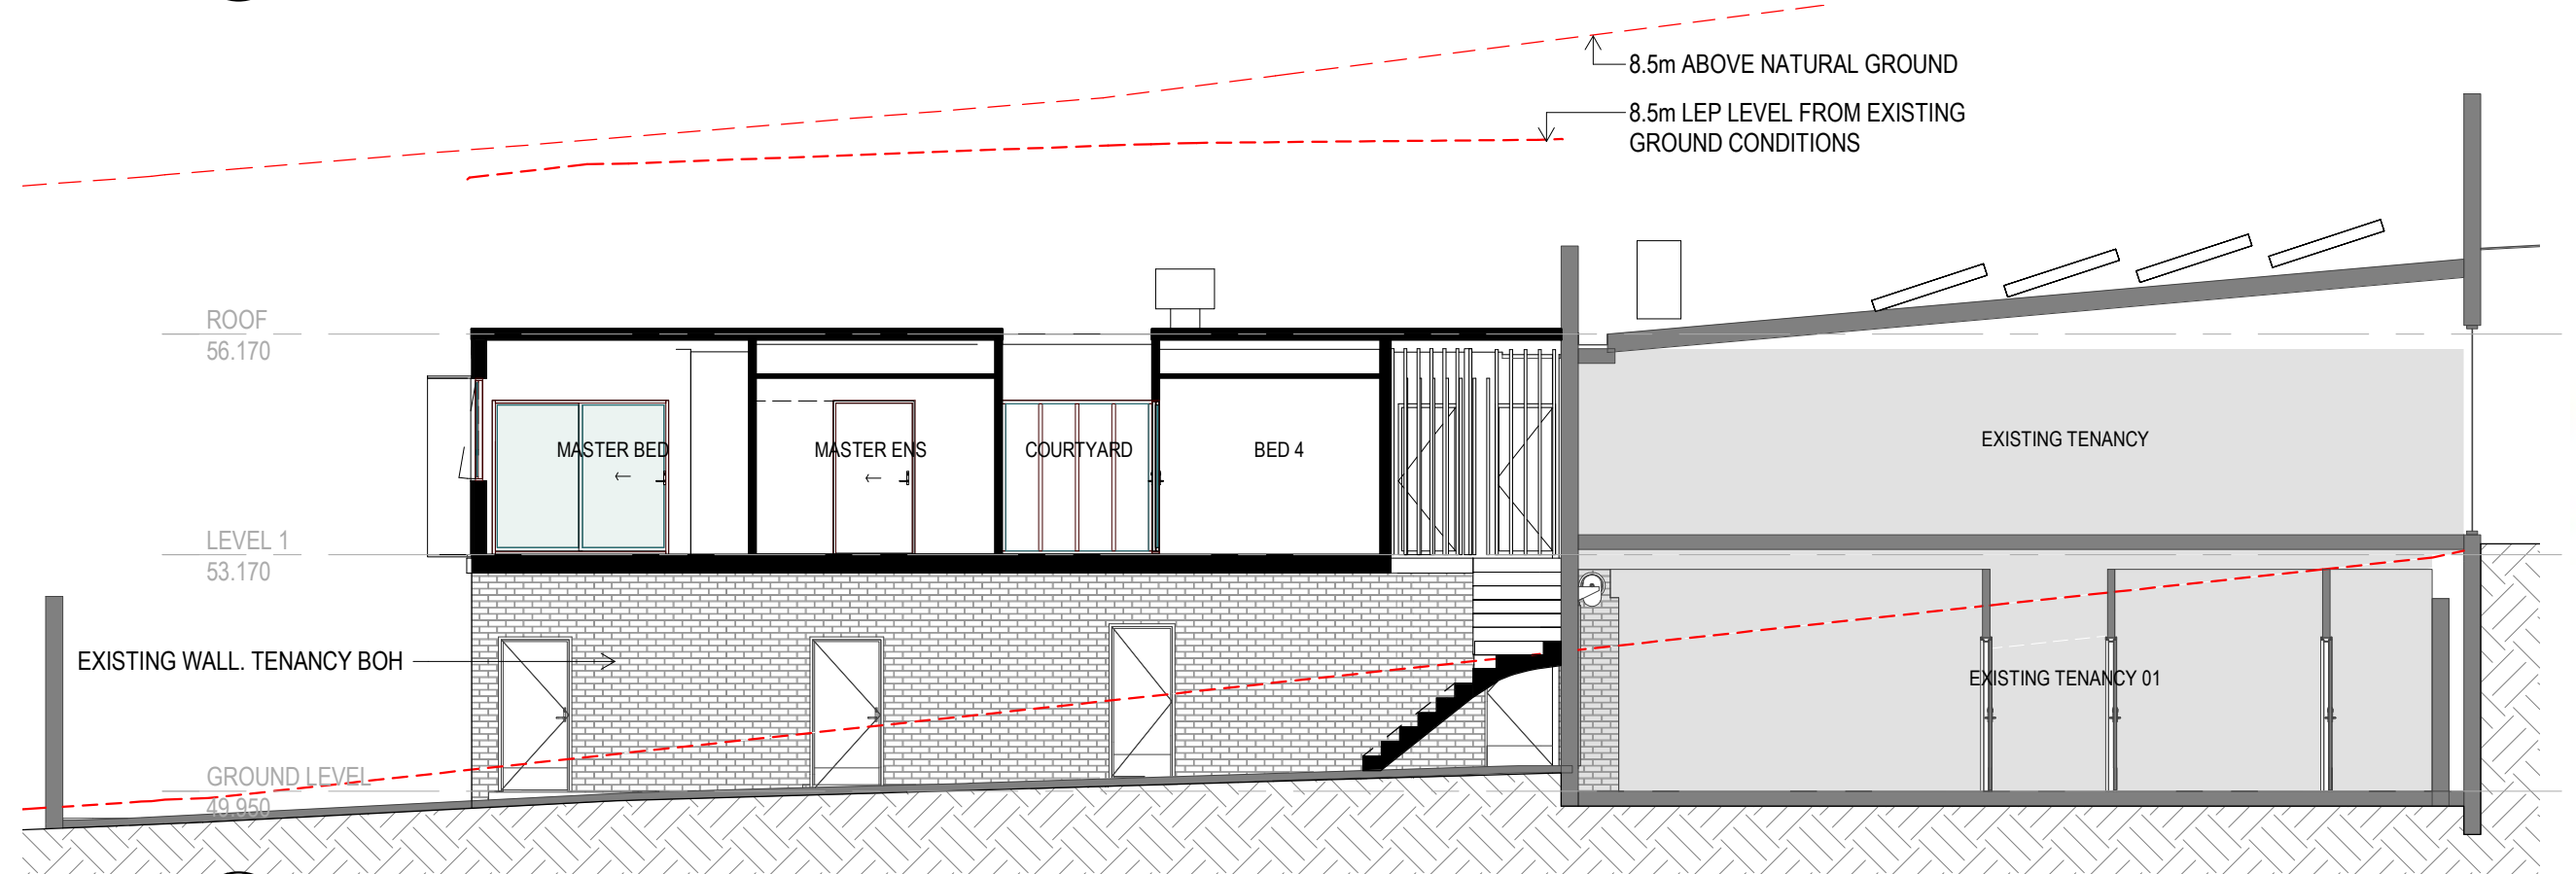 8.5m ABOVE NATURAL GROUND
8.5m LEP LEVEL FROM EXISTING
GROUND CONDITIONS
ROOF
56.170
MASTER BED
MASTER ENS
COURTYARD
BED 4
EXISTING TENANCY
LEVEL 1
53.170
EXISTING WALL. TENANCY BOH
EXISTING TENANCY 01
GROUND LEVEL
49.950